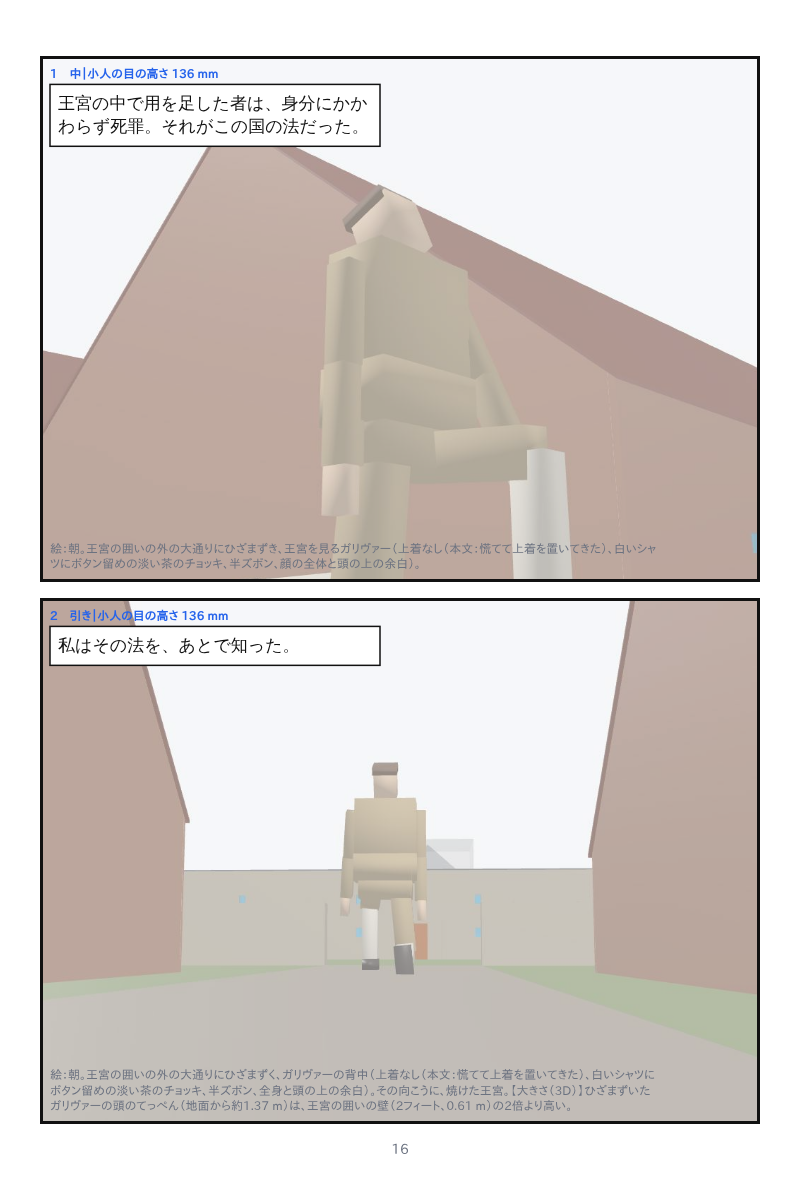 1 中|小人の目の高さ 136 mm
王宮の中で用を足した者は、身分にかか
わらず死罪。それがこの国の法だった。
絵：朝。王宮の囲いの外の大通りにひざまずき、王宮を見るガリヴァー（上着なし（本文：慌てて上着を置いてきた）、白いシャ
ツにボタン留めの淡い茶のチョッキ、半ズボン、顔の全体と頭の上の余白）。
2 引き|小人の目の高さ 136 mm
私はその法を、あとで知った。
絵：朝。王宮の囲いの外の大通りにひざまずく、ガリヴァーの背中（上着なし（本文：慌てて上着を置いてきた）、白いシャツに
ボタン留めの淡い茶のチョッキ、半ズボン、全身と頭の上の余白）。その向こうに、焼けた王宮。【大きさ（3D）】ひざまずいた
ガリヴァーの頭のてっぺん（地面から約1.37 m）は、王宮の囲いの壁（2フィート、0.61 m）の2倍より高い。
16